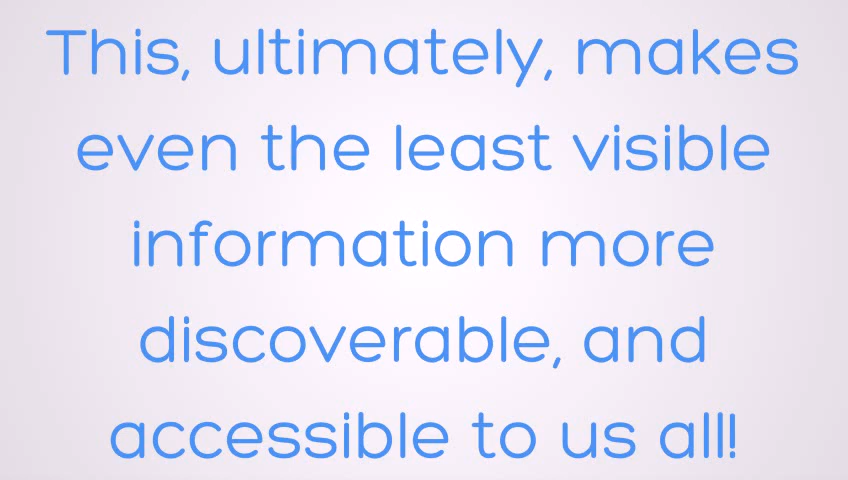 This, ultimately, makes
even the least visible
information more
discoverable, and
accessible to us all!